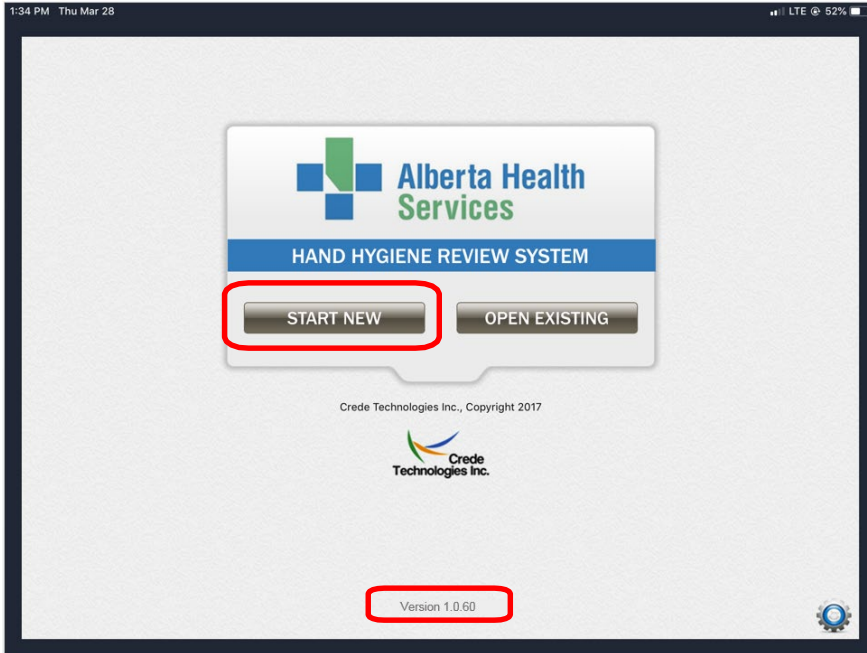 1:34 PM Thu Mar 28
LTE 52%
Alberta Health
Services
HAND HYGIENE REVIEW SYSTEM
START NEW
OPEN EXISTING
Crede Technologies Inc., Copyright 2017
Crede
Technologies Inc.
Version 1.0.60